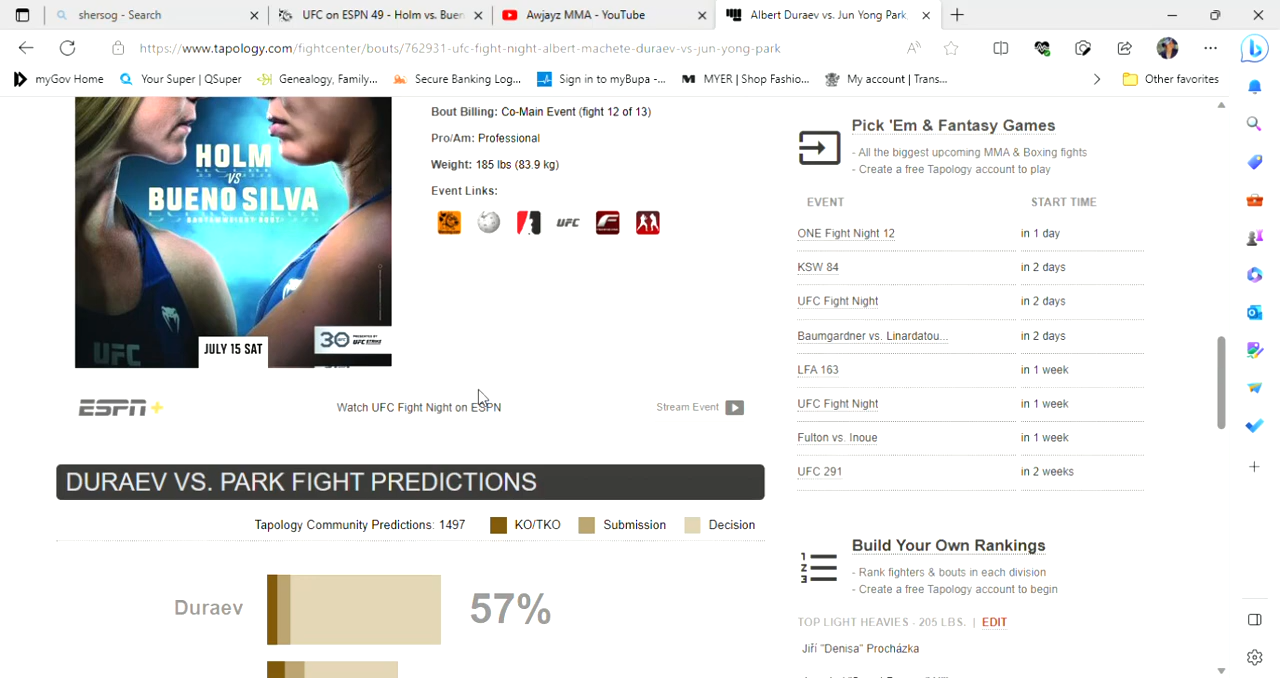 shersog - Search
UFC on ESPN 49 - Holm vs. Buen
Awjayz MMA - YouTube
Albert Duraev vs. Jun Yong Park,
https://www.tapology.com/fightcenter/bouts/762931-ufc-fight-night-albert-machete-duraev-vs-jun-yong-park
myGov Home
Your Super | QSuper
Genealogy, Family,...
Secure Banking Log...
Sign in to myBupa -...
MYER | Shop Fashio...
My account | Trans...
Other favorites
HOLM
VS
BUENO SILVA
BANTAMWEIGHT BOUT
UFC
JULY 15 SAT
30
PRESENTED BY
Bout Billing: Co-Main Event (fight 12 of 13)
Pro/Am: Professional
Weight: 185 lbs (83.9 kg)
Event Links:
UFC
ESPN+
Watch UFC Fight Night on ESPN
Stream Event
DURAEV VS. PARK FIGHT PREDICTIONS
Tapology Community Predictions: 1497
KO/TKO
Submission
Decision
Duraev
57%
Pick 'Em & Fantasy Games
- All the biggest upcoming MMA & Boxing fights
- Create a free Tapology account to play
EVENT START TIME
ONE Fight Night 12 in 1 day
KSW 84 in 2 days
UFC Fight Night in 2 days
Baumgardner vs. Linardatou... in 2 days
LFA 163 in 1 week
UFC Fight Night in 1 week
Fulton vs. Inoue in 1 week
UFC 291 in 2 weeks
Build Your Own Rankings
- Rank fighters & bouts in each division
- Create a free Tapology account to begin
TOP LIGHT HEAVIES - 205 LBS. | EDIT
Jiří "Denisa" Procházka